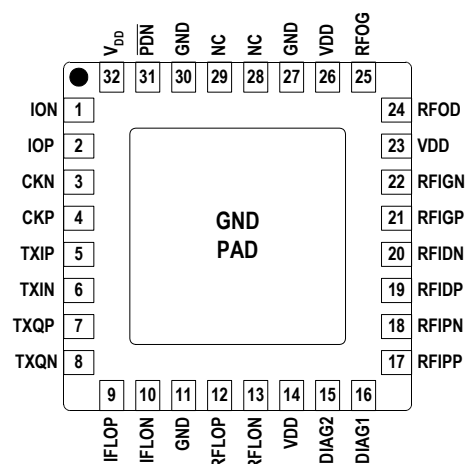 VDD
PDN
GND
NC
NC
GND
VDD
RFOG
32 31 30 29 28 27 26 25
ION 1
IOP 2
CKN 3
CKP 4
TXIP 5
TXIN 6
TXQP 7
TXQN 8
GND
PAD
24 RFOD
23 VDD
22 RFIGN
21 RFIGP
20 RFIDN
19 RFIDP
18 RFIPN
17 RFIPP
9 10 11 12 13 14 15 16
IFLOP
IFLON
GND
RFLOP
RFLON
VDD
DIAG2
DIAG1